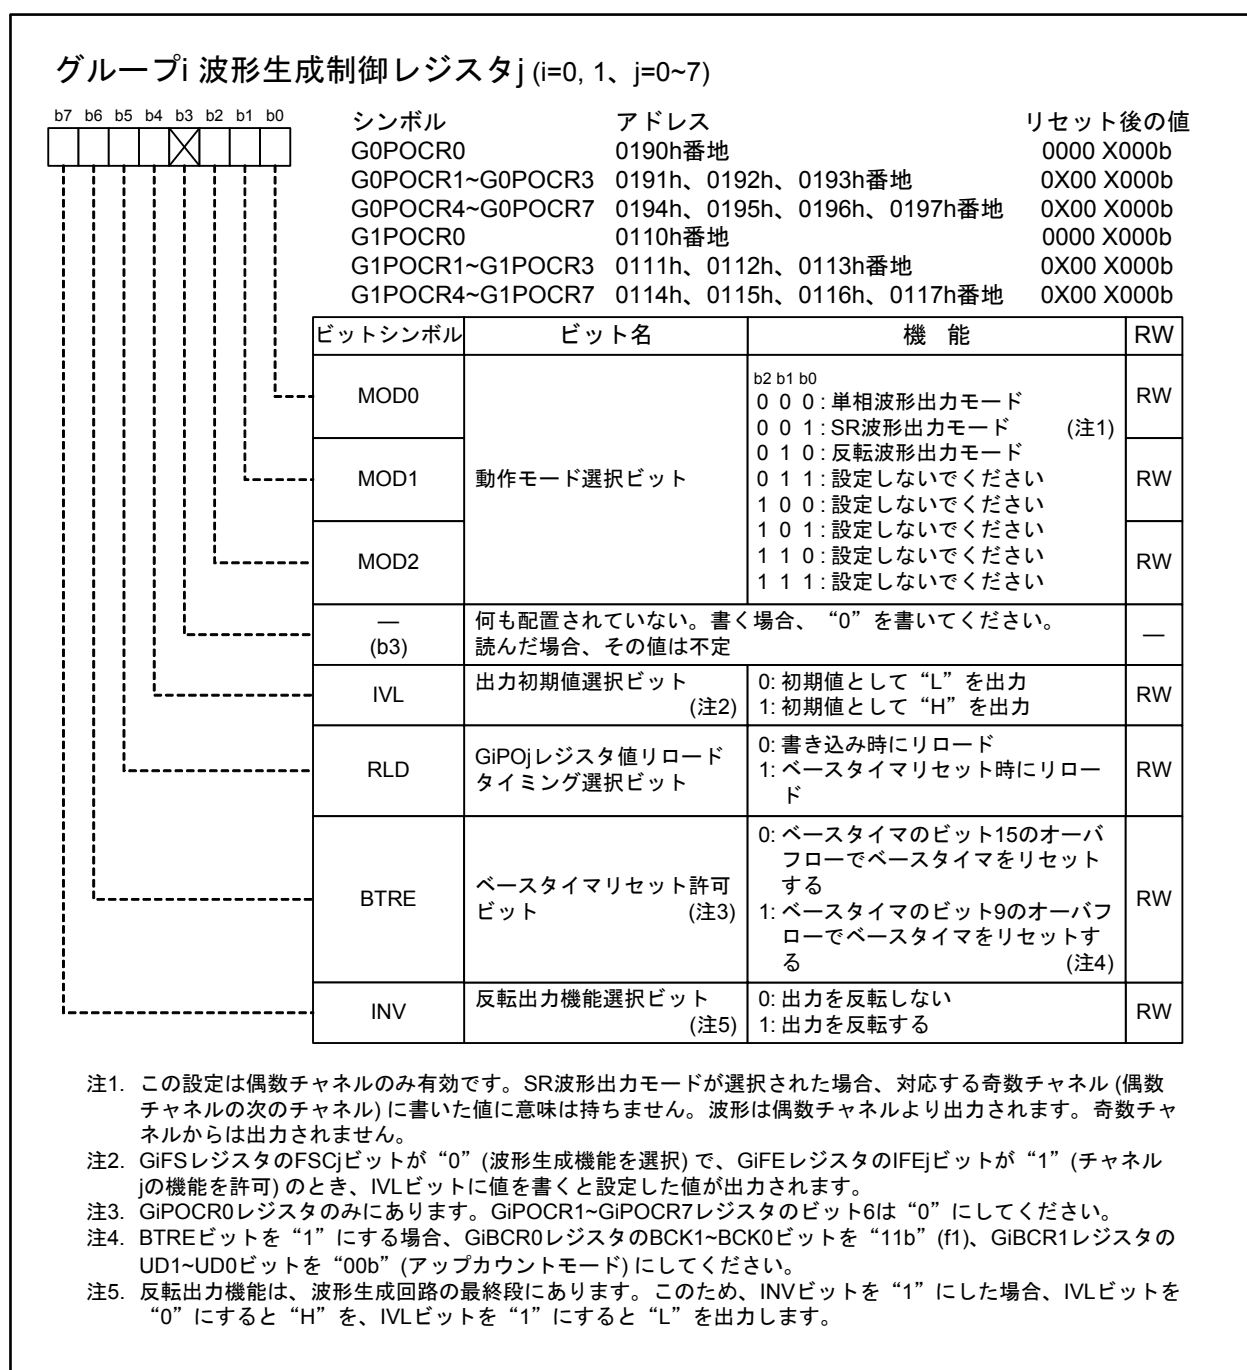 グループi 波形生成制御レジスタj (i=0, 1、j=0~7)
b7 b6 b5 b4 b3 b2 b1 b0
シンボル アドレス リセット後の値
G0POCR0 0190h番地 0000 X000b
G0POCR1~G0POCR3 0191h、0192h、0193h番地 0X00 X000b
G0POCR4~G0POCR7 0194h、0195h、0196h、0197h番地 0X00 X000b
G1POCR0 0110h番地 0000 X000b
G1POCR1~G1POCR3 0111h、0112h、0113h番地 0X00 X000b
G1POCR4~G1POCR7 0114h、0115h、0116h、0117h番地 0X00 X000b
ビットシンボル ビット名 機 能 RW
MOD0 RW
MOD1 動作モード選択ビット RW
MOD2 RW
b2 b1 b0
0 0 0 : 単相波形出力モード
0 0 1 : SR波形出力モード (注1)
0 1 0 : 反転波形出力モード
0 1 1 : 設定しないでください
1 0 0 : 設定しないでください
1 0 1 : 設定しないでください
1 1 0 : 設定しないでください
1 1 1 : 設定しないでください
—
(b3)
何も配置されていない。書く場合、“0”を書いてください。
読んだ場合、その値は不定
—
IVL
出力初期値選択ビット
(注2)
0: 初期値として“L”を出力
1: 初期値として“H”を出力
RW
RLD
GiPOjレジスタ値リロード
タイミング選択ビット
0: 書き込み時にリロード
1: ベースタイマリセット時にリロー
ド
RW
BTRE
ベースタイマリセット許可
ビット (注3)
0: ベースタイマのビット15のオーバ
フローでベースタイマをリセット
する
1: ベースタイマのビット9のオーバフ
ローでベースタイマをリセットす
る (注4)
RW
INV
反転出力機能選択ビット
(注5)
0: 出力を反転しない
1: 出力を反転する
RW
注1. この設定は偶数チャネルのみ有効です。SR波形出力モードが選択された場合、対応する奇数チャネル (偶数
チャネルの次のチャネル) に書いた値に意味は持ちません。波形は偶数チャネルより出力されます。奇数チャ
ネルからは出力されません。
注2. GiFSレジスタのFSCjビットが“0” (波形生成機能を選択) で、GiFEレジスタのIFEjビットが“1” (チャネル
jの機能を許可) のとき、IVLビットに値を書くと設定した値が出力されます。
注3. GiPOCR0レジスタのみにあります。GiPOCR1~GiPOCR7レジスタのビット6は“0”にしてください。
注4. BTREビットを“1”にする場合、GiBCR0レジスタのBCK1~BCK0ビットを“11b” (f1)、GiBCR1レジスタの
UD1~UD0ビットを“00b” (アップカウントモード) にしてください。
注5. 反転出力機能は、波形生成回路の最終段にあります。このため、INVビットを“1”にした場合、IVLビットを
“0”にすると“H”を、IVLビットを“1”にすると“L”を出力します。